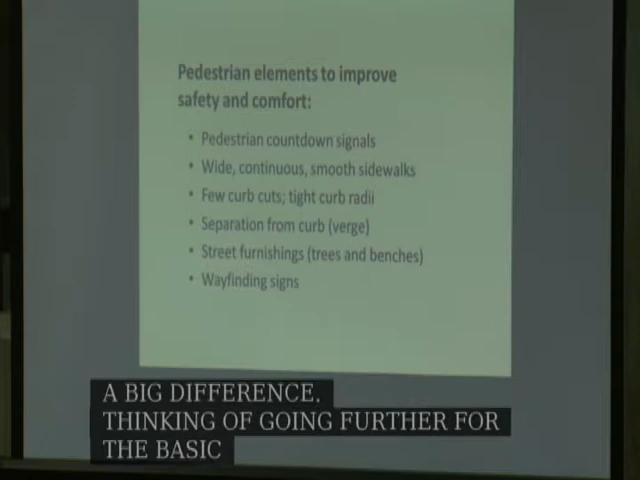 Pedestrian elements to improve
safety and comfort:
• Pedestrian countdown signals
• Wide, continuous, smooth sidewalks
• Few curb cuts; tight curb radii
• Separation from curb (verge)
• Street furnishings (trees and benches)
• Wayfinding signs
A BIG DIFFERENCE.
THINKING OF GOING FURTHER FOR
THE BASIC